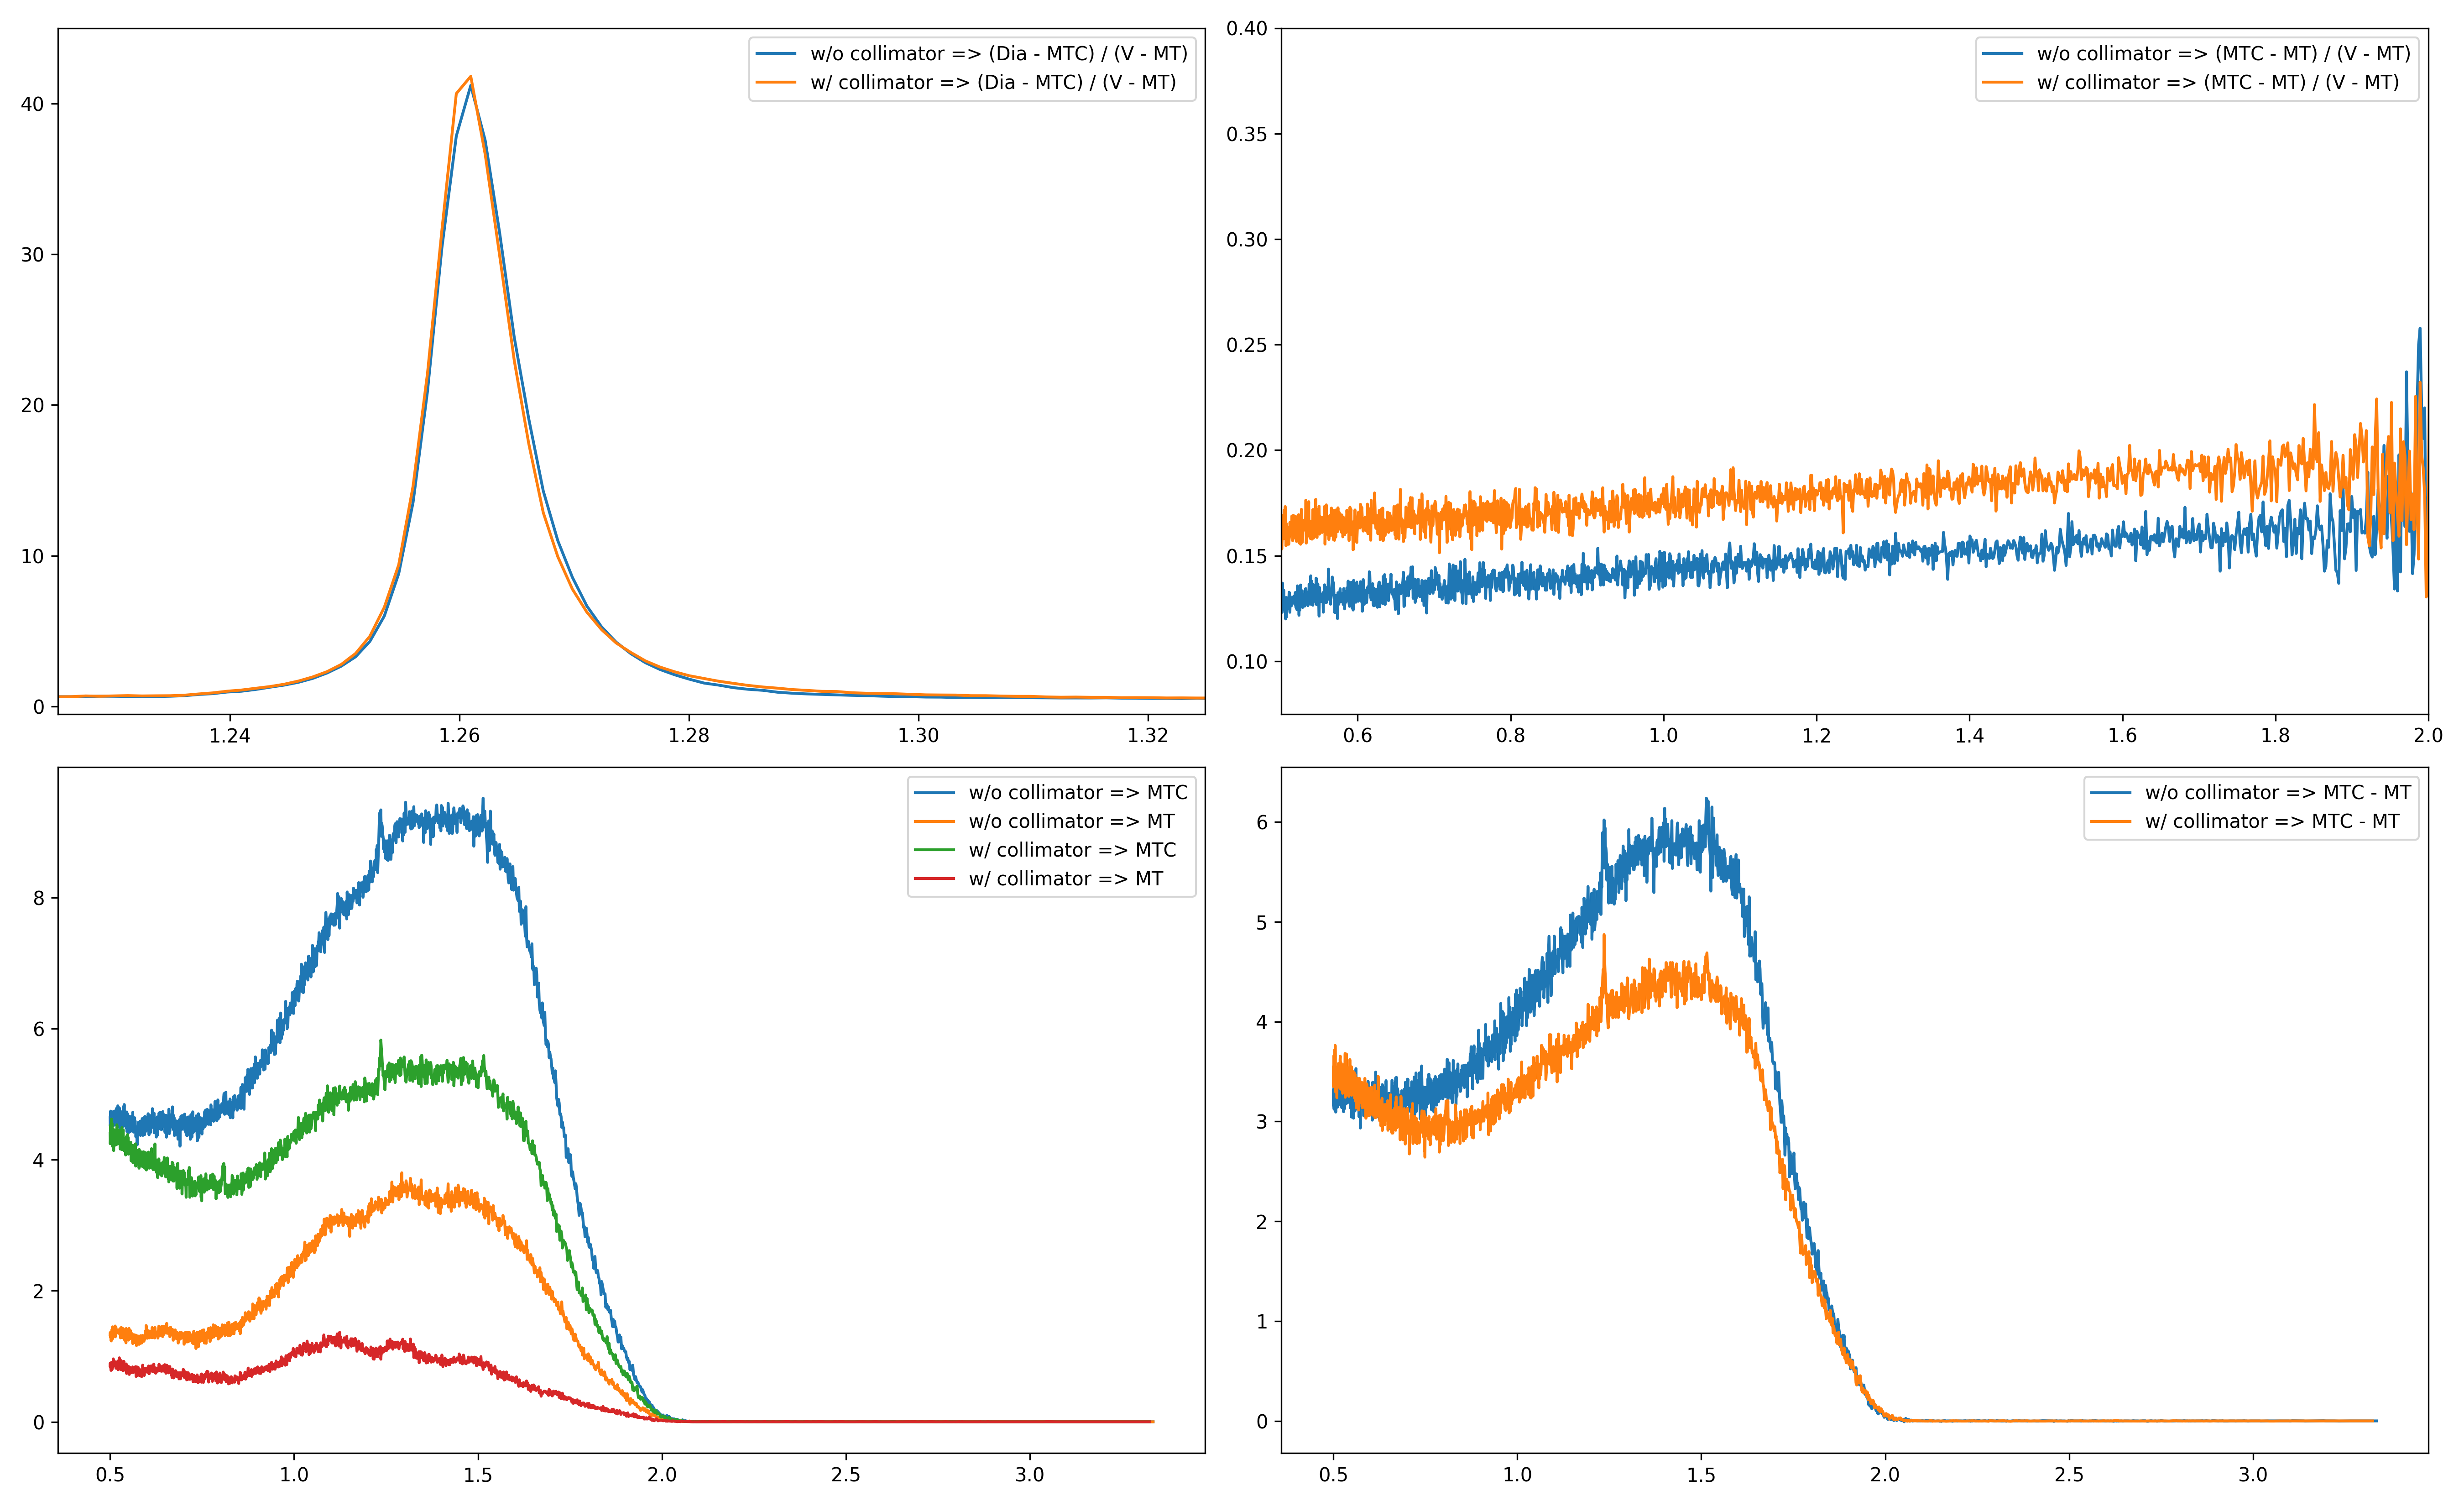 w/o collimator => (Dia - MTC) / (V - MT)
w/ collimator => (Dia - MTC) / (V - MT)
40
30
20
10
0
1.24 1.26 1.28 1.30 1.32
w/o collimator => (MTC - MT) / (V - MT)
w/ collimator => (MTC - MT) / (V - MT)
0.40
0.35
0.30
0.25
0.20
0.15
0.10
0.6 0.8 1.0 1.2 1.4 1.6 1.8 2.0
w/o collimator => MTC
w/o collimator => MT
w/ collimator => MTC
w/ collimator => MT
8
6
4
2
0
0.5 1.0 1.5 2.0 2.5 3.0
w/o collimator => MTC - MT
w/ collimator => MTC - MT
6
5
4
3
2
1
0
0.5 1.0 1.5 2.0 2.5 3.0